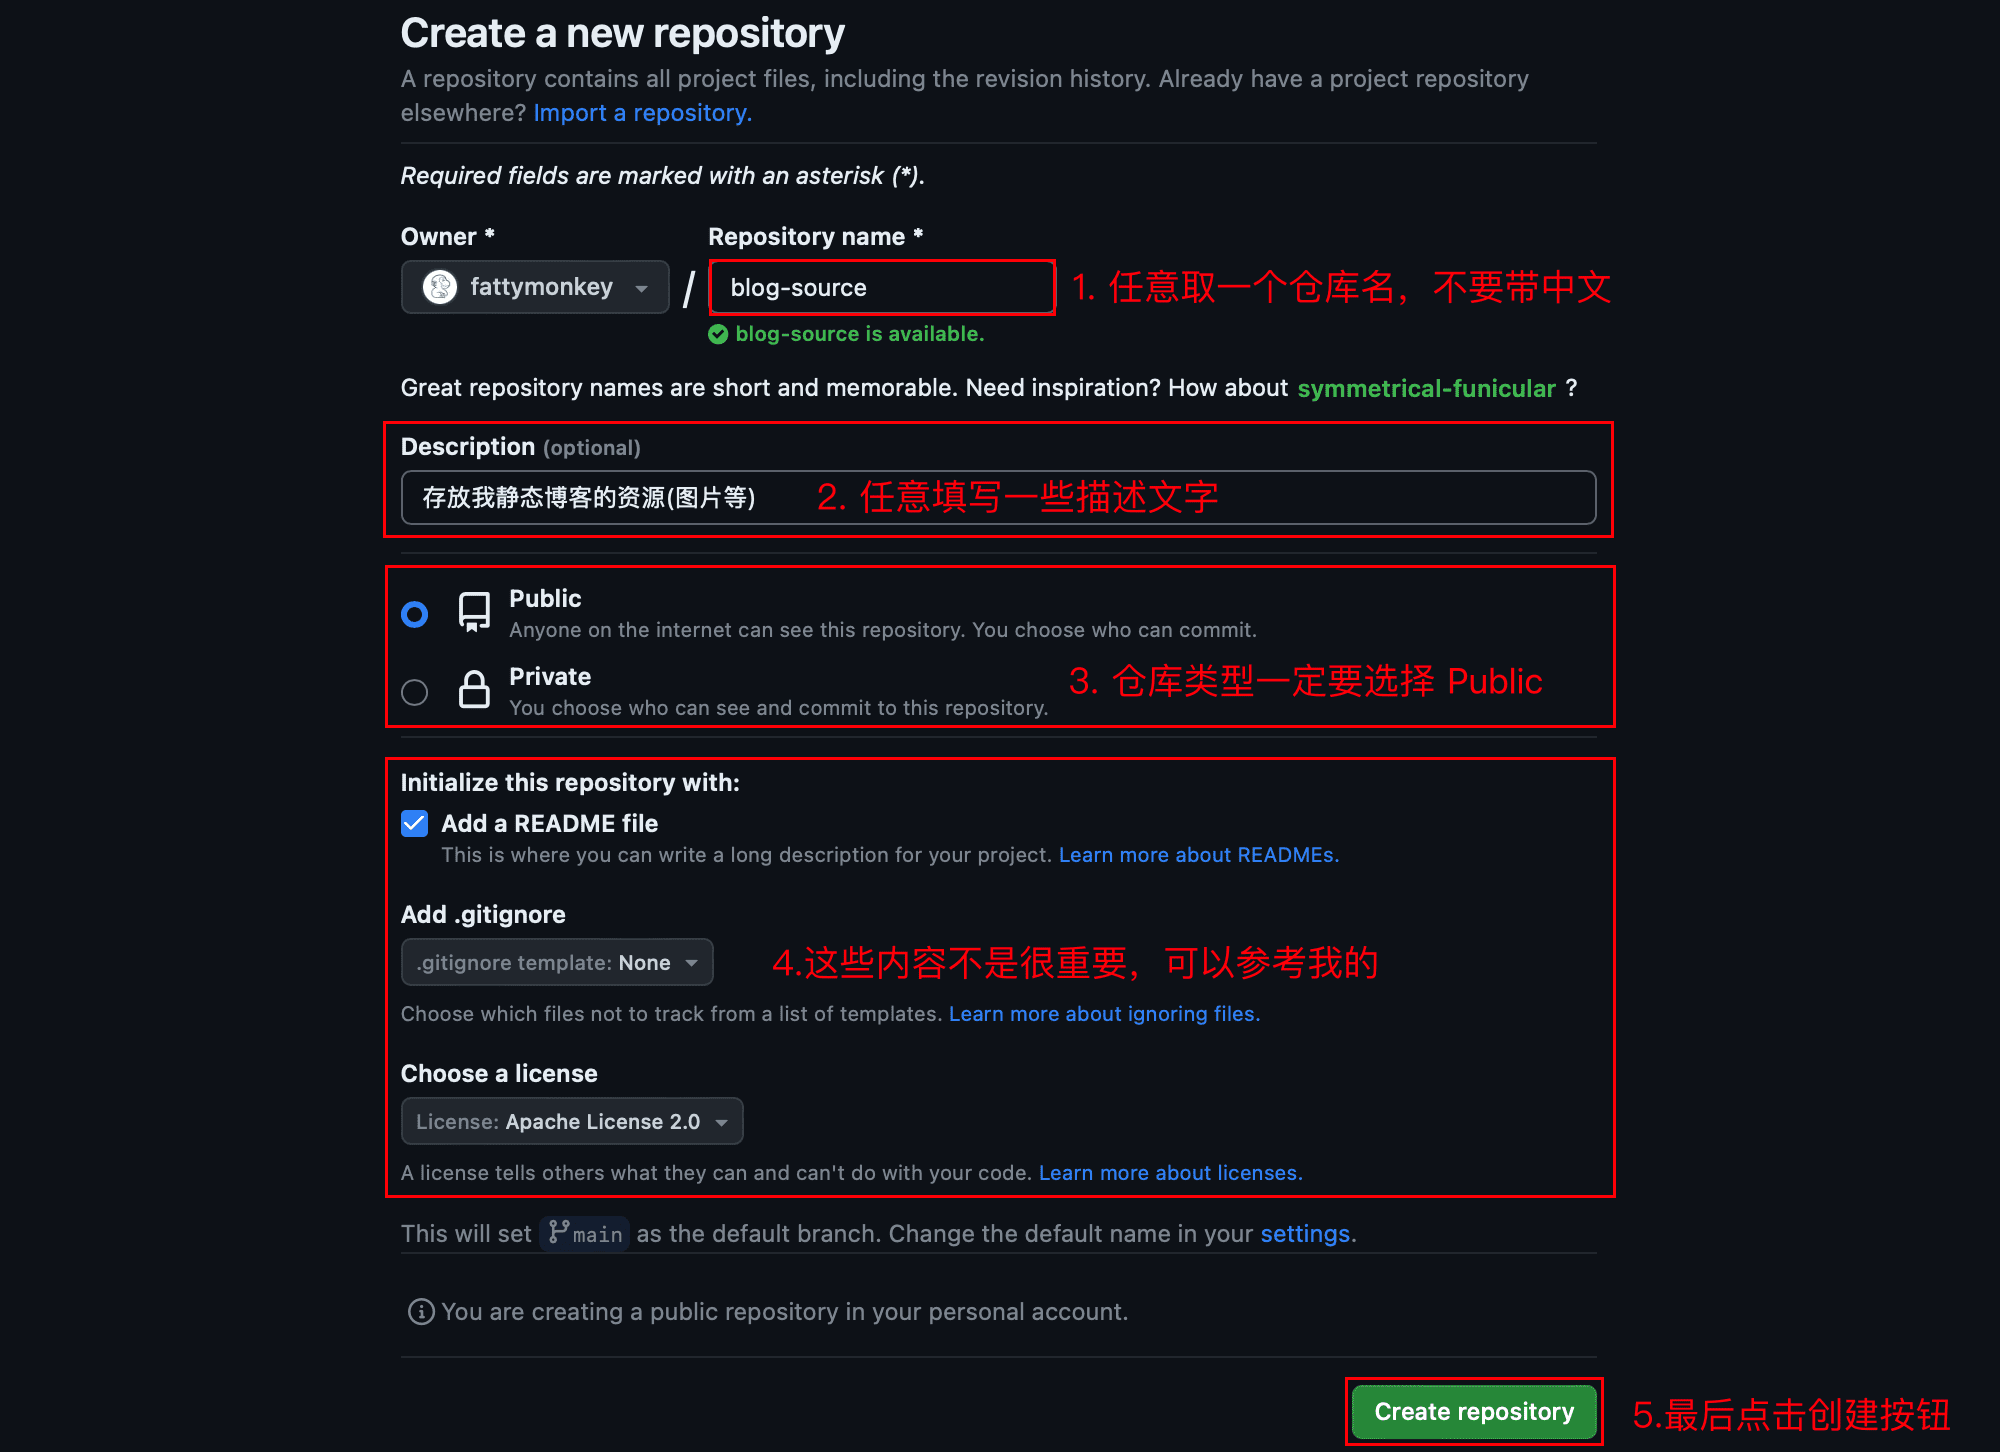 Create a new repository
A repository contains all project files, including the revision history. Already have a project repository
elsewhere? Import a repository.
Required fields are marked with an asterisk (*).
Owner *
Repository name *
fattymonkey
/
blog-source
1. 任意取一个仓库名，不要带中文
blog-source is available.
Great repository names are short and memorable. Need inspiration? How about symmetrical-funicular ?
Description (optional)
存放我静态博客的资源(图片等)
2. 任意填写一些描述文字
Public
Anyone on the internet can see this repository. You choose who can commit.
Private
You choose who can see and commit to this repository.
3. 仓库类型一定要选择 Public
Initialize this repository with:
Add a README file
This is where you can write a long description for your project. Learn more about READMEs.
Add .gitignore
.gitignore template: None
4.这些内容不是很重要，可以参考我的
Choose which files not to track from a list of templates. Learn more about ignoring files.
Choose a license
License: Apache License 2.0
A license tells others what they can and can't do with your code. Learn more about licenses.
This will set main as the default branch. Change the default name in your settings.
You are creating a public repository in your personal account.
Create repository
5.最后点击创建按钮